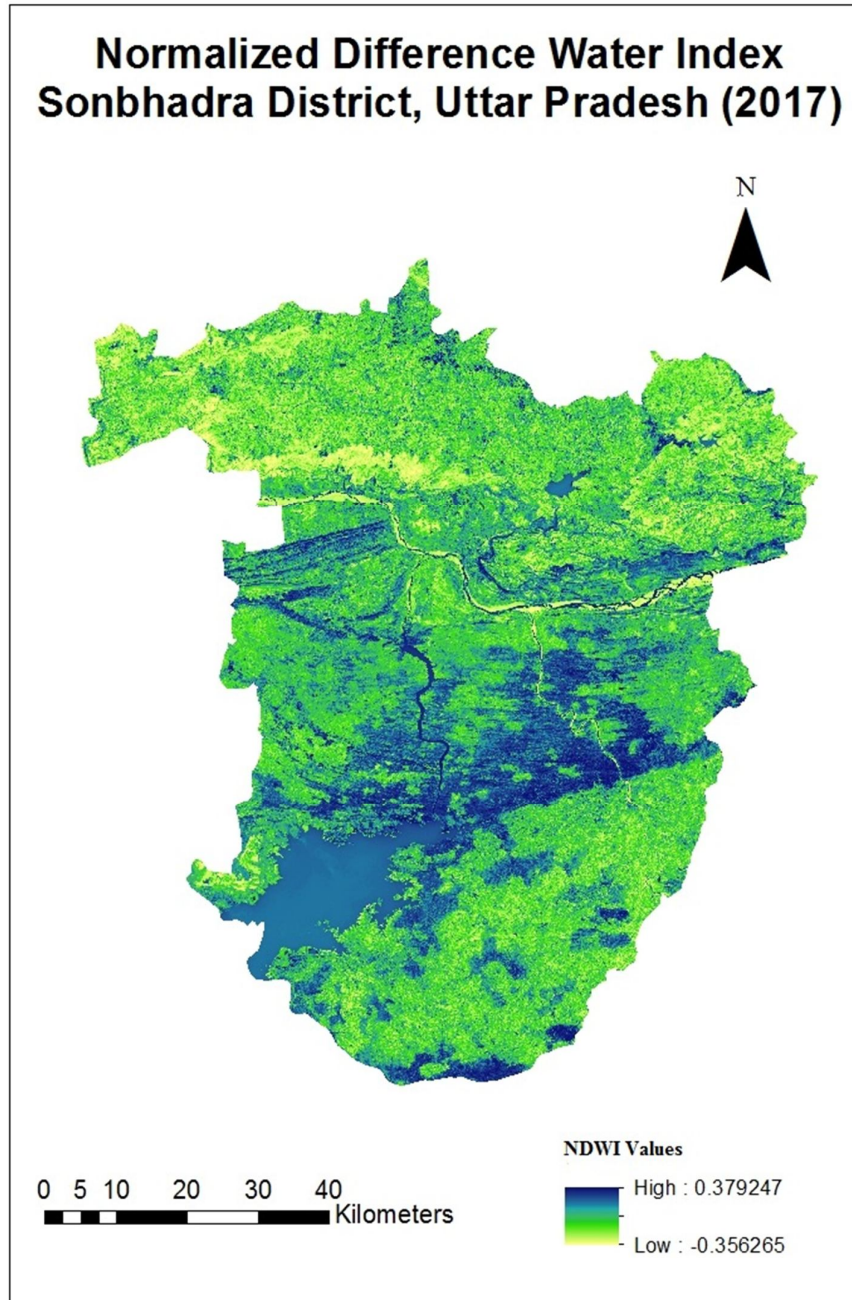 Normalized Difference Water Index
Sonbhadra District, Uttar Pradesh (2017)
N
NDWI Values
High : 0.379247
Low : -0.356265
0 5 10 20 30 40
Kilometers